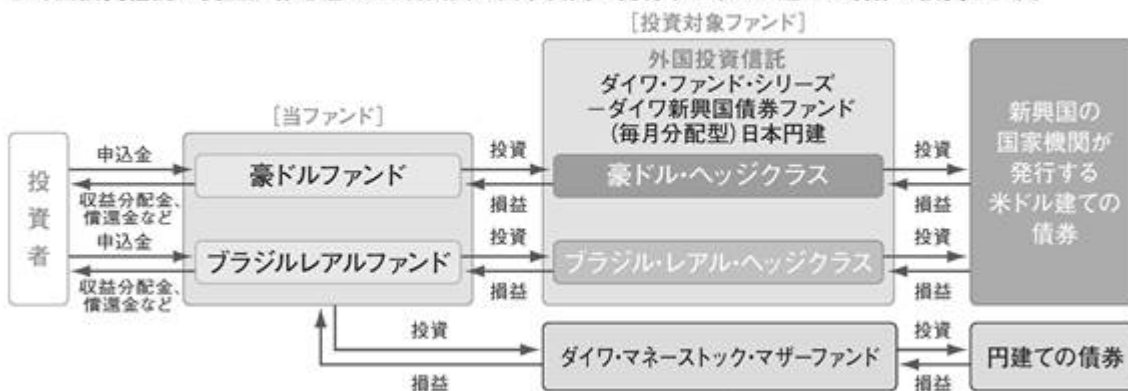 [投資対象ファンド]
外国投資信託
ダイワ・ファンド・シリーズ
－ダイワ新興国債券ファンド
(毎月分配型)日本円建
[当ファンド]
投資者
申込金
収益分配金、
償還金など
申込金
収益分配金、
償還金など
豪ドルファンド
ブラジルレアルファンド
投資
損益
投資
損益
豪ドル・ヘッジクラス
ブラジル・レアル・ヘッジクラス
投資
損益
投資
損益
新興国の
国家機関が
発行する
米ドル建ての
債券
投資
損益
ダイワ・マネーストック・マザーファンド
投資
損益
円建ての債券